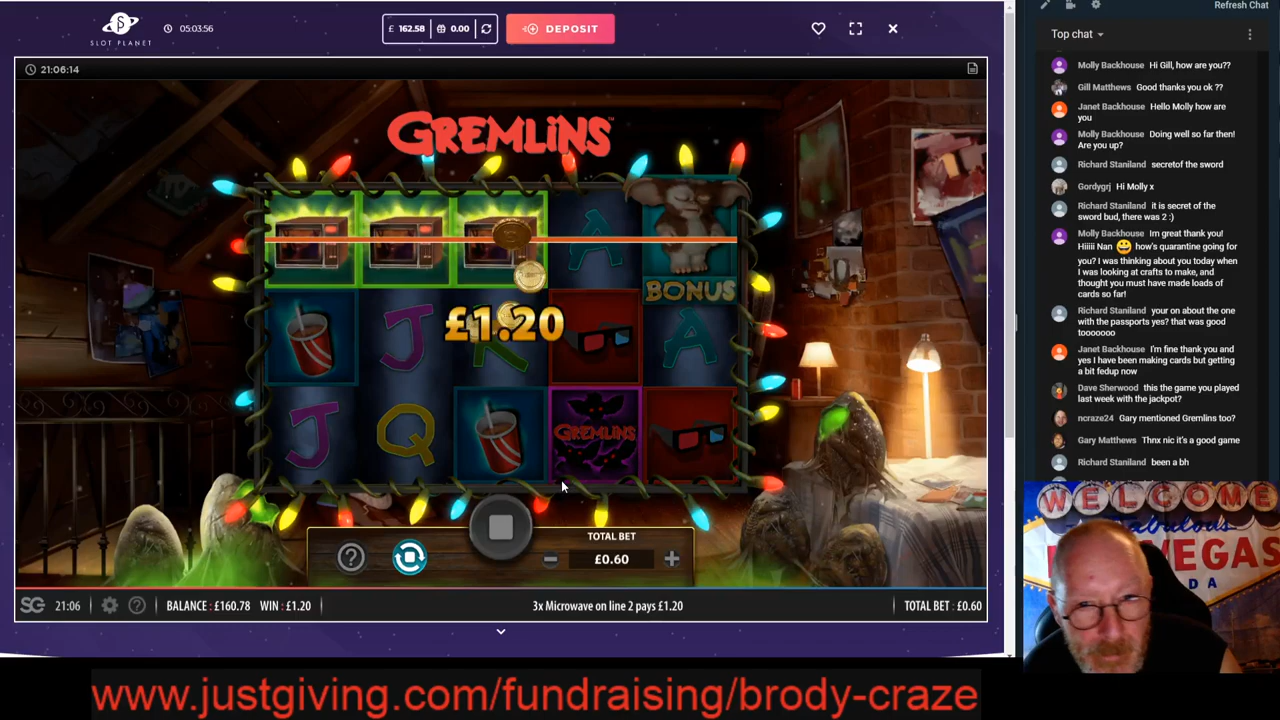 SLOT PLANET
05:03:56
£ 162.58
0.00
DEPOSIT
21:06:14
GREMLINS
A
BONUS
J
£1.20
K
A
J
Q
GREMLINS
TOTAL BET
£0.60
SG 21:06
BALANCE : £160.78 WIN : £1.20
3x Microwave on line 2 pays £1.20
TOTAL BET : £0.60
Refresh Chat
Top chat
Molly Backhouse Hi Gill, how are you??
Gill Matthews Good thanks you ok ??
Janet Backhouse Hello Molly how are
you
Molly Backhouse Doing well so far then!
Are you up?
Richard Staniland secretof the sword
Gordygrj Hi Molly x
Richard Staniland it is secret of the
sword bud, there was 2 :)
Molly Backhouse Im great thank you!
Hiiiii Nan 😀 how's quarantine going for
you? I was thinking about you today when
I was looking at crafts to make, and
thought you must have made loads of
cards so far!
Richard Staniland your on about the one
with the passports yes? that was good
tooooooo
Janet Backhouse I'm fine thank you and
yes I have been making cards but getting
a bit fedup now
Dave Sherwood this the game you played
last week with the jackpot?
ncraze24 Gary mentioned Gremlins too?
Gary Matthews Thnx nic it's a good game
Richard Staniland been a bh
WELCOME
VEGAS
www.justgiving.com/fundraising/brody-craze